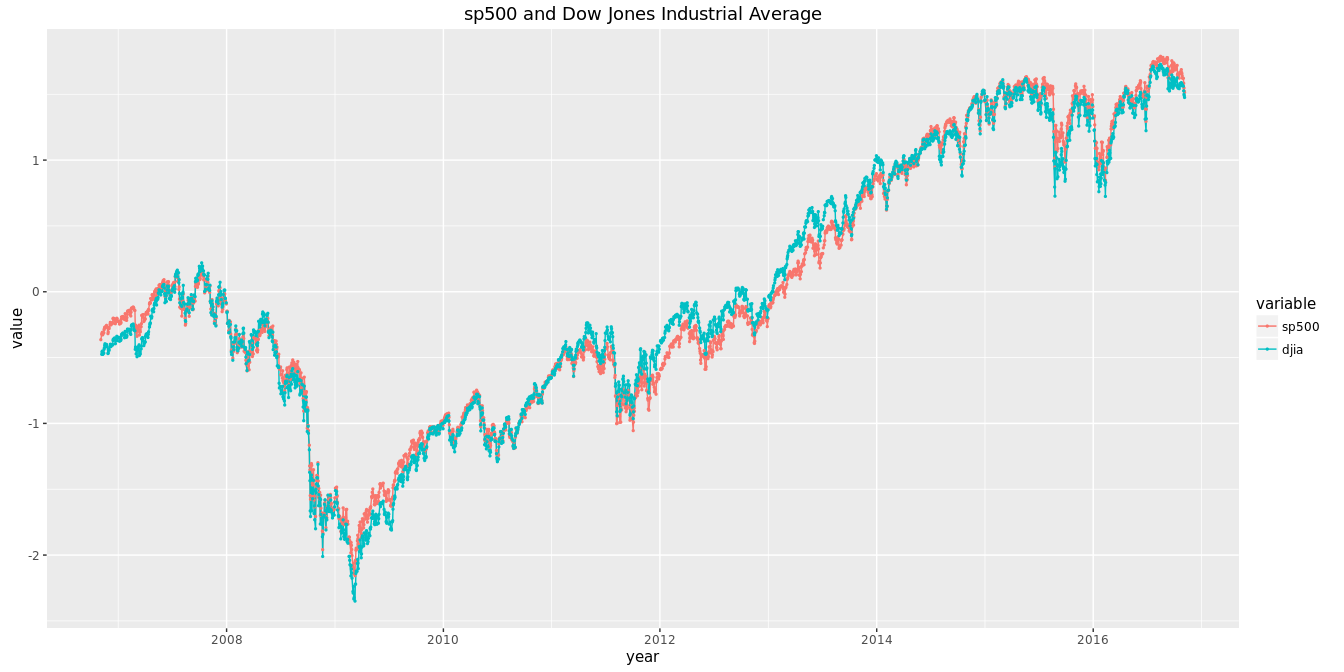 sp500 and Dow Jones Industrial Average
value
1
0
-1
-2
2008
2010
2012
2014
2016
year
variable
sp500
djia